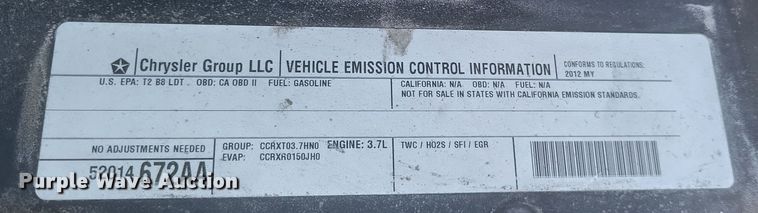 Chrysler Group LLC
VEHICLE EMISSION CONTROL INFORMATION
CONFORMS TO REGULATIONS:
2012 MY
U.S. EPA: T2 B8 LDT . OBD: CA OBD II FUEL: GASOLINE
CALIFORNIA: N/A OBD: N/A FUEL: N/A
NOT FOR SALE IN STATES WITH CALIFORNIA EMISSION STANDARDS.
NO ADJUSTMENTS NEEDED
52014672AA
GROUP: CCRXT03.7HN0 ENGINE: 3.7L
EVAP: CCRXR0150JH0
TWC / HO2S / SFI / EGR
Purple Wave Auction